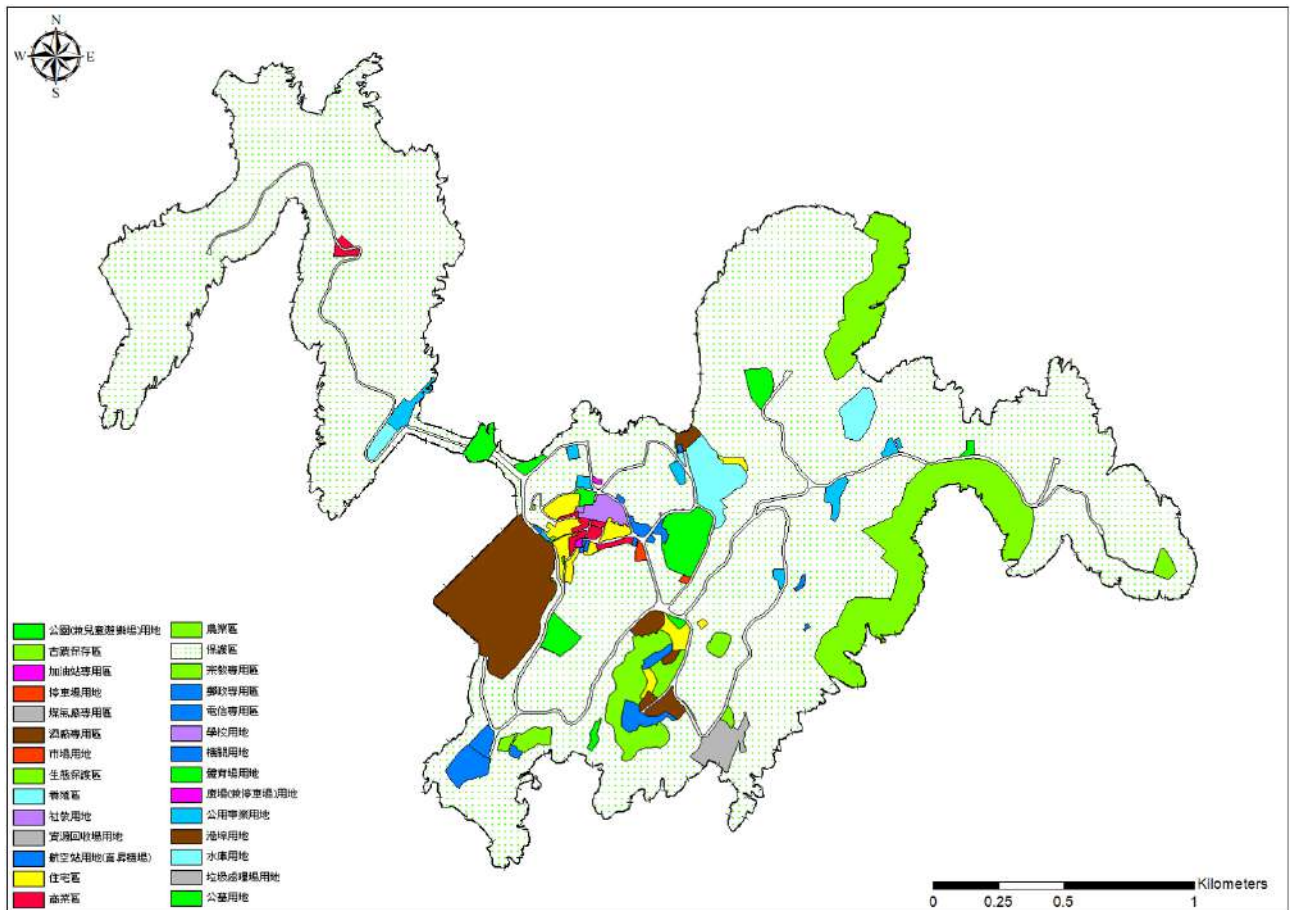 N
W E
S
公園(兼兒童遊樂場)用地
古蹟保存區
加油站專用區
停車場用地
煤氣廠專用區
酒廠專用區
市場用地
生態保護區
養殖區
社教用地
資源回收場用地
航空站用地(直昇機場)
住宅區
商業區
農業區
保護區
宗教專用區
郵政專用區
電信專用區
學校用地
機關用地
體育場用地
廣場(兼停車場)用地
公用事業用地
港埠用地
水庫用地
垃圾處理場用地
公墓用地
Kilometers
0 0.25 0.5 1